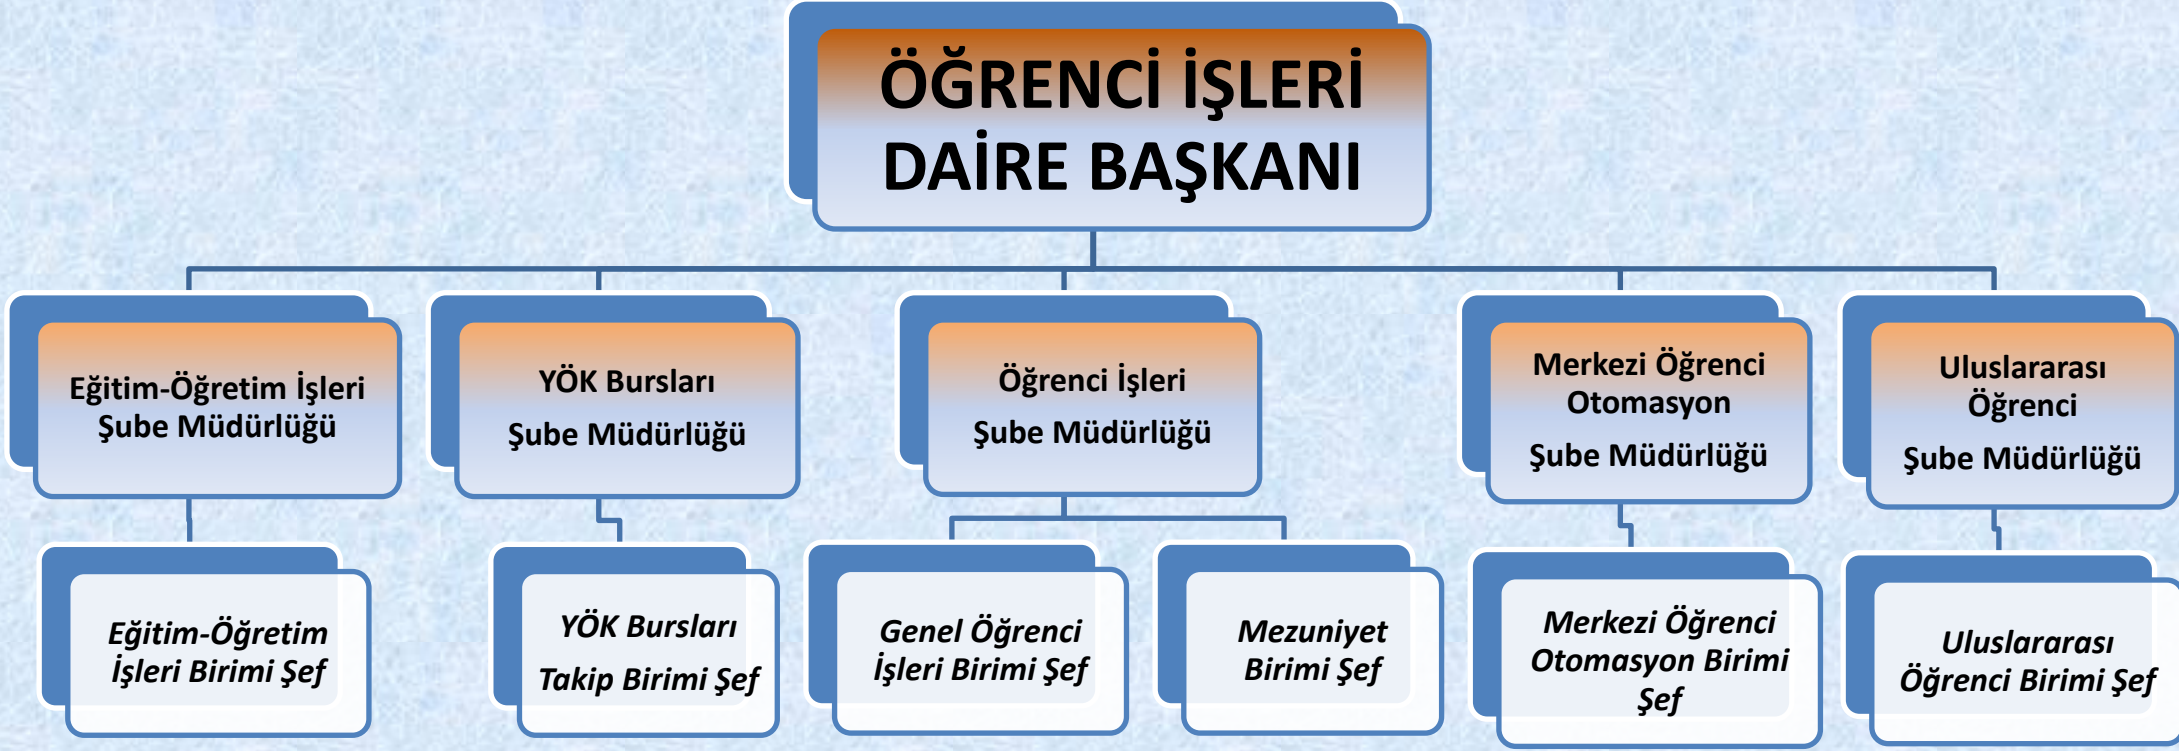 ÖĞRENCİ İŞLERİ
DAİRE BAŞKANI
Eğitim-Öğretim İşleri
Şube Müdürlüğü
YÖK Bursları
Şube Müdürlüğü
Öğrenci İşleri
Şube Müdürlüğü
Merkezi Öğrenci
Otomasyon
Şube Müdürlüğü
Uluslararası
Öğrenci
Şube Müdürlüğü
Eğitim-Öğretim
İşleri Birimi Şef
YÖK Bursları
Takip Birimi Şef
Genel Öğrenci
İşleri Birimi Şef
Mezuniyet
Birimi Şef
Merkezi Öğrenci
Otomasyon Birimi
Şef
Uluslararası
Öğrenci Birimi Şef